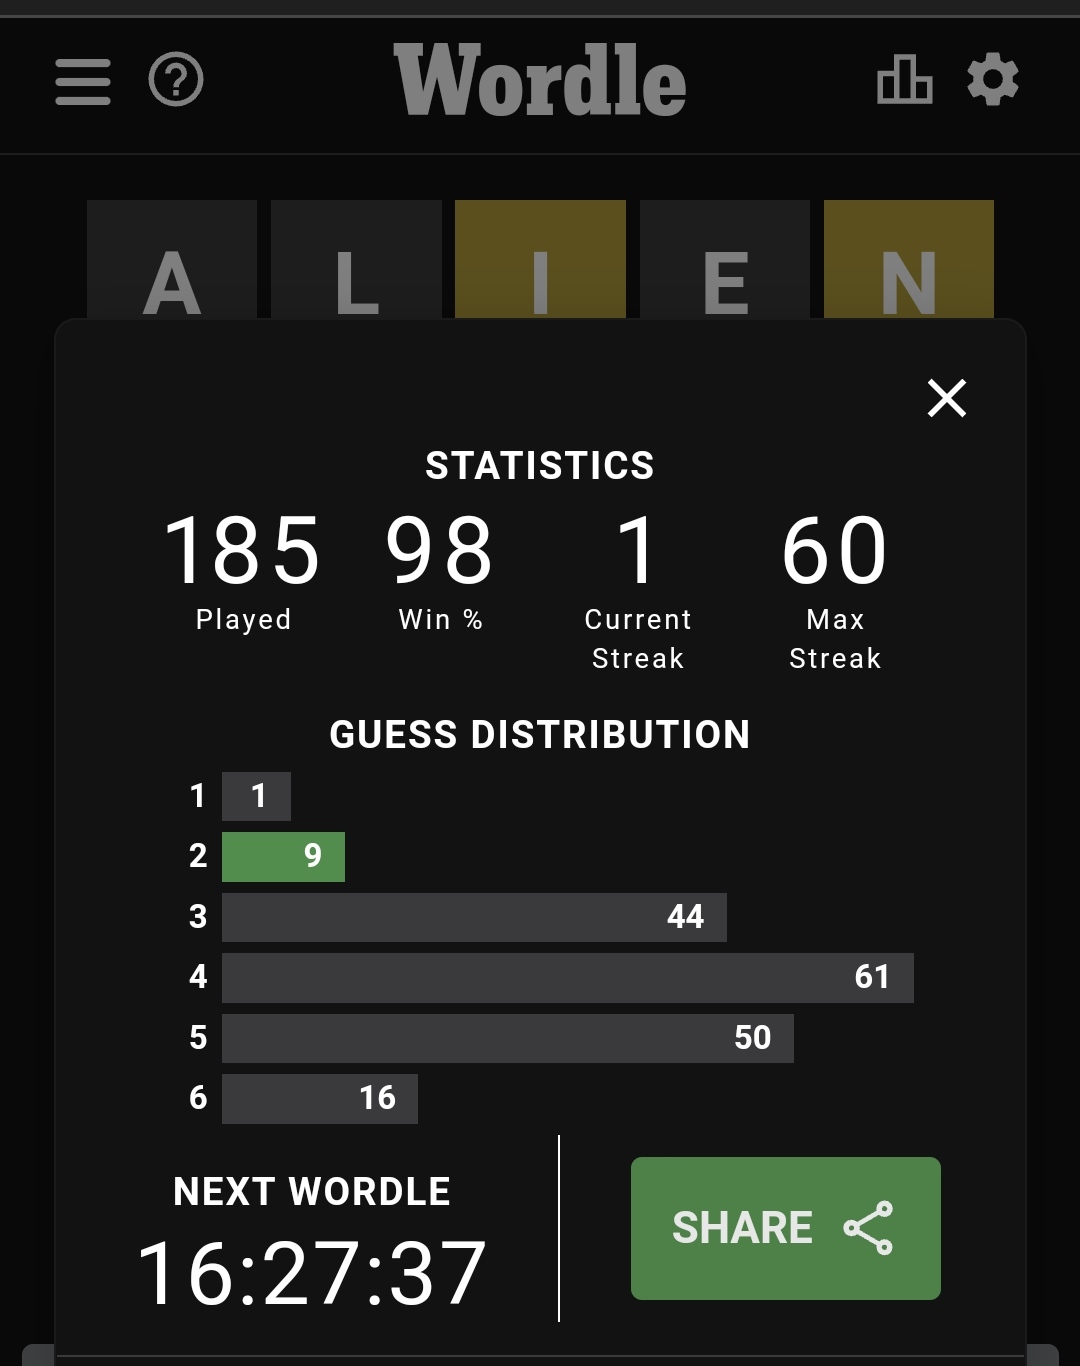 Wordle
A L I E N
STATISTICS
185 98 1 60
Played Win % Current Max
Streak Streak
GUESS DISTRIBUTION
1 1
2 9
3 44
4 61
5 50
6 16
NEXT WORDLE
SHARE
16:27:37